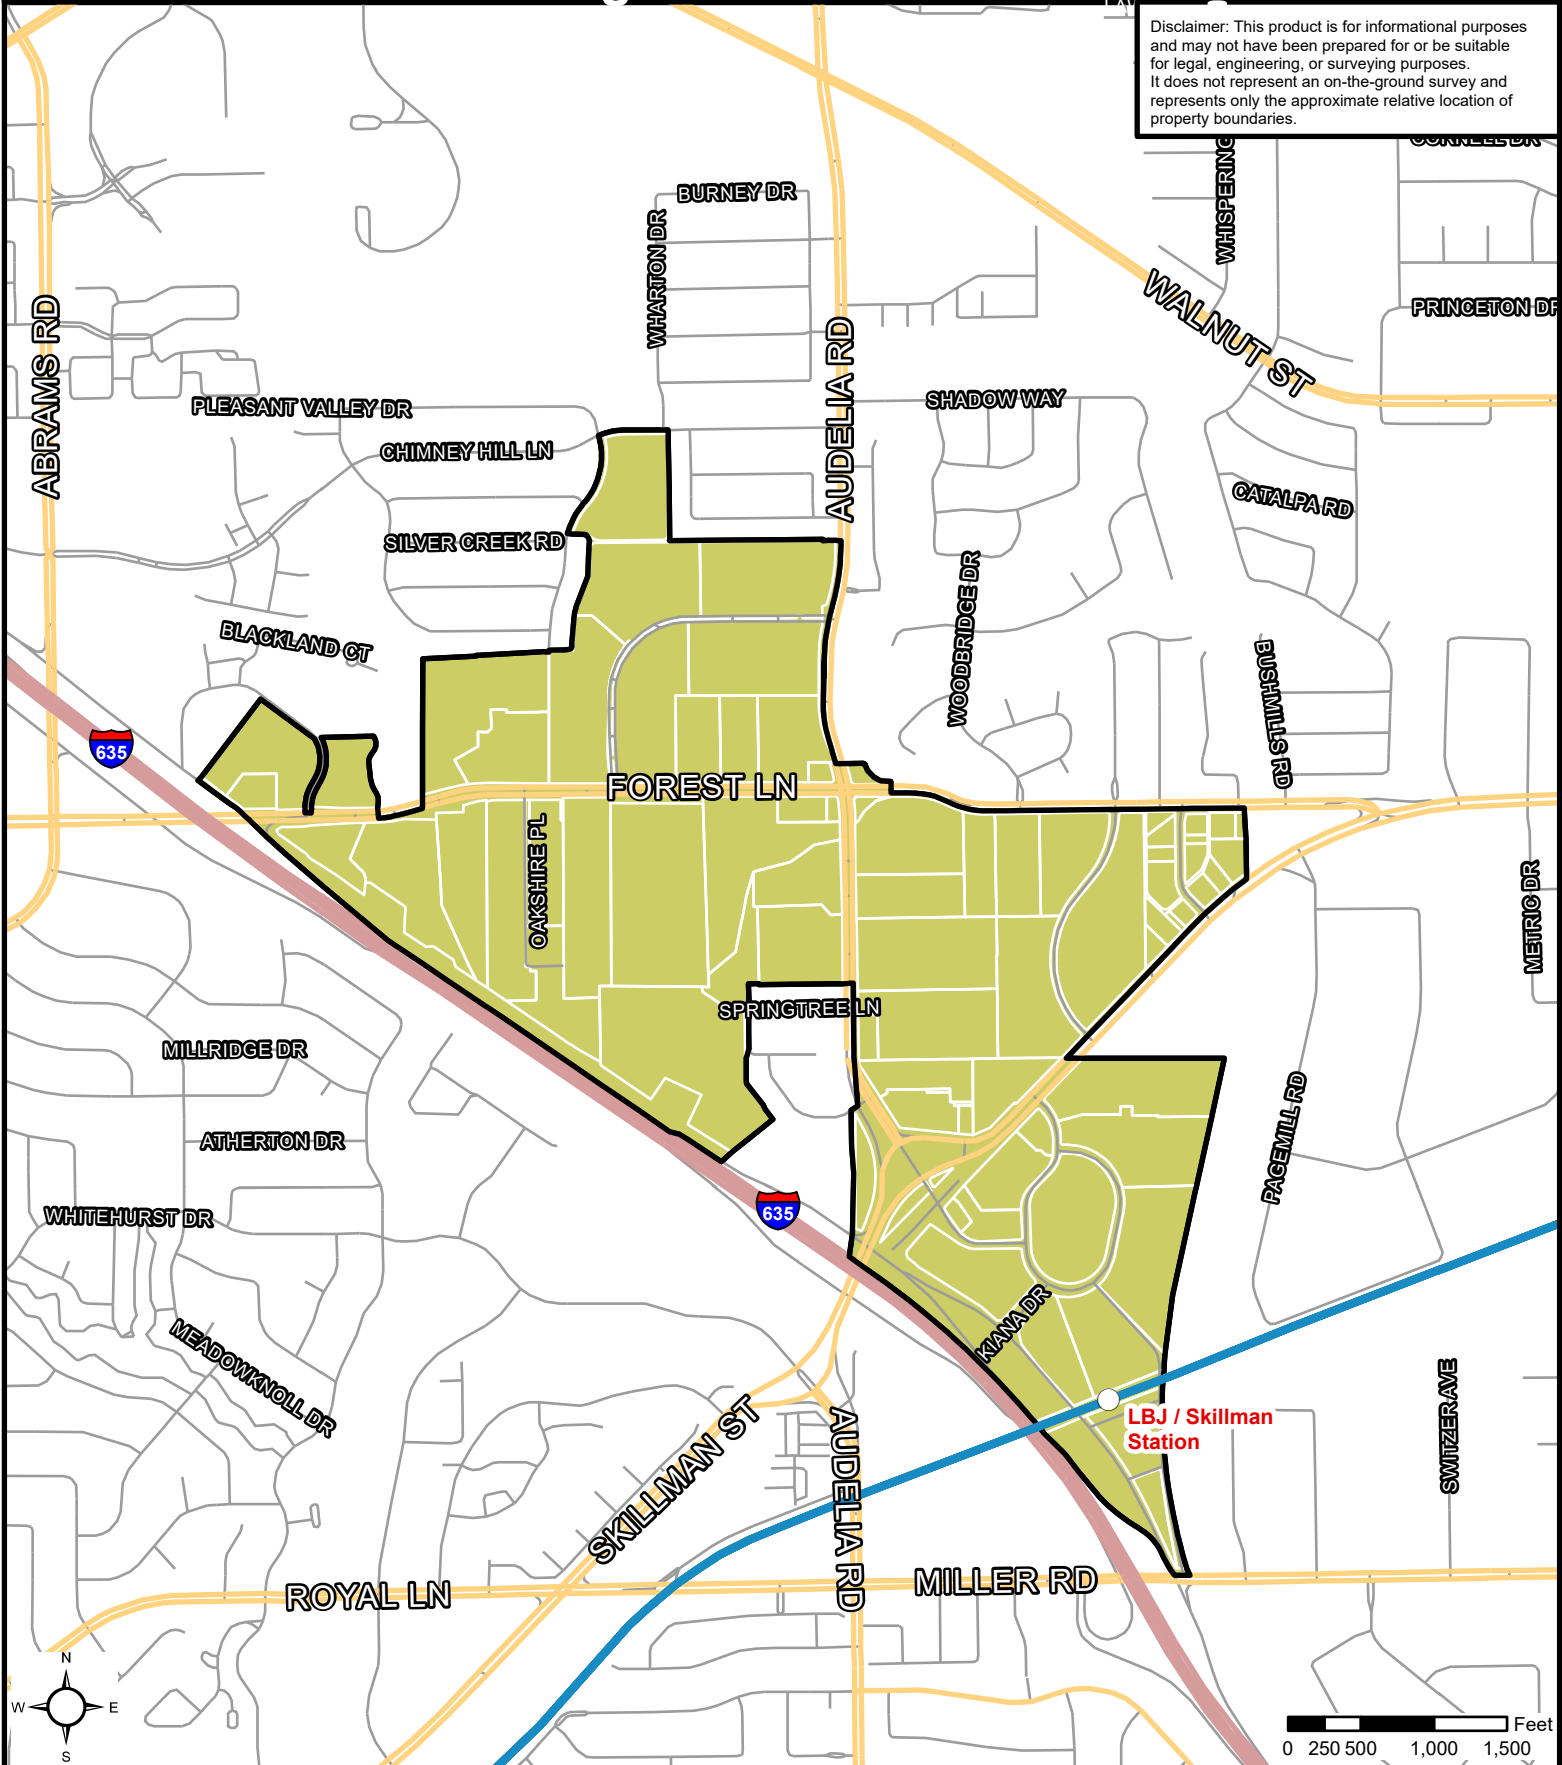 Disclaimer: This product is for informational purposes
and may not have been prepared for or be suitable
for legal, engineering, or surveying purposes.
It does not represent an on-the-ground survey and
represents only the approximate relative location of
property boundaries.
CORNELL DR
WHISPERING
BURNEY DR
WHARTON DR
WALNUT ST
PRINCETON DR
ABRAMS RD
AUDELIA RD
PLEASANT VALLEY DR
SHADOW WAY
CHIMNEY HILL LN
CATALPA RD
SILVER CREEK RD
WOODBRIDGE DR
BLACKLAND CT
BUSHMILLS RD
635
FOREST LN
OAKSHIRE PL
METRIC DR
SPRINGTREE LN
MILLRIDGE DR
PAGEMILL RD
ATHERTON DR
WHITEHURST DR
635
KIANA DR
MEADOWKNOLL DR
LBJ / Skillman
Station
SWITZER AVE
SKILLMAN ST
AUDELIA RD
ROYAL LN
MILLER RD
N
W E
S
Feet
0 250 500 1,000 1,500